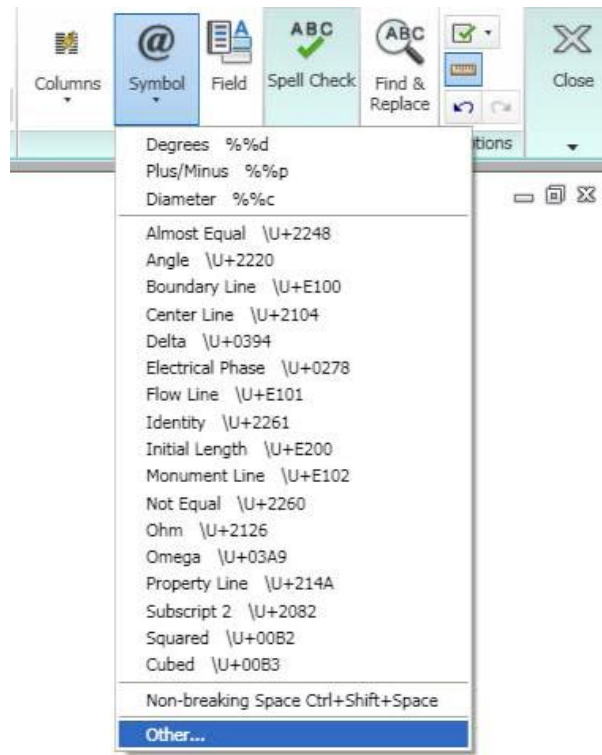 Columns
Symbol
Field
ABC
Spell Check
ABC
Find &
Replace
Close
tions
@
A
Degrees %%d
Plus/Minus %%p
Diameter %%c
Almost Equal \U+2248
Angle \U+2220
Boundary Line \U+E100
Center Line \U+2104
Delta \U+0394
Electrical Phase \U+0278
Flow Line \U+E101
Identity \U+2261
Initial Length \U+E200
Monument Line \U+E102
Not Equal \U+2260
Ohm \U+2126
Omega \U+03A9
Property Line \U+214A
Subscript 2 \U+2082
Squared \U+00B2
Cubed \U+00B3
Non-breaking Space Ctrl+Shift+Space
Other...